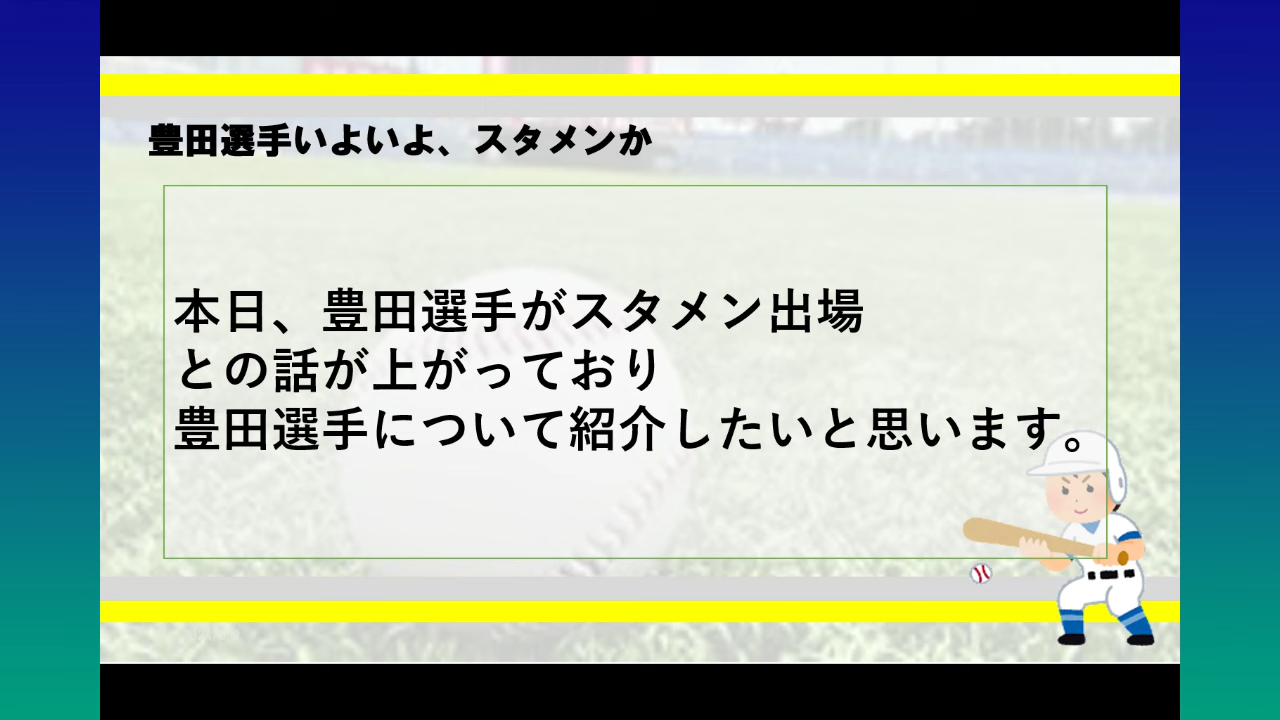 豊田選手いよいよ、スタメンか
本日、豊田選手がスタメン出場
との話が上がっており
豊田選手について紹介したいと思います。